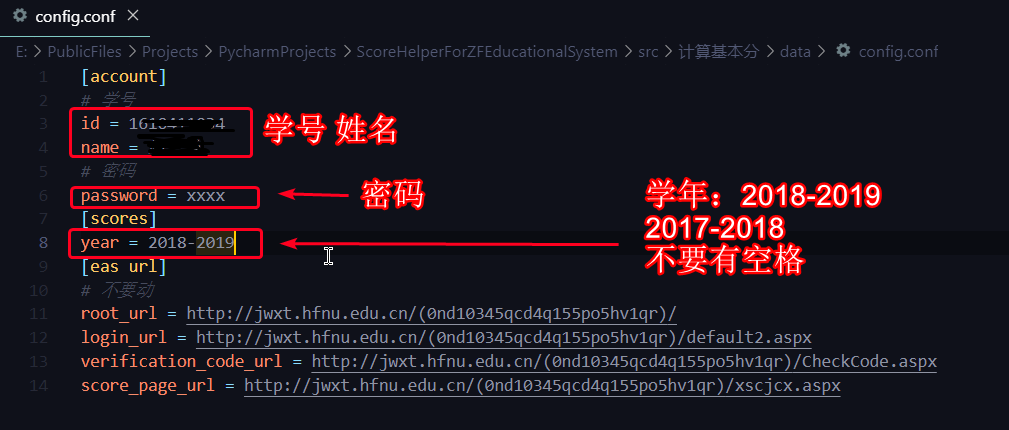 config.conf
E: > PublicFiles > Projects > PycharmProjects > ScoreHelperForZFEducationalSystem > src > 计算基本分 > data > config.conf
1 [account]
2 # 学号
3 id =
学号 姓名
4 name =
5 # 密码
6 password = xxxx
密码
7 [scores]
8 year = 2018-2019
学年：2018-2019
2017-2018
不要有空格
9 [eas url]
10 # 不要动
11 root_url = http://jwxt.hfnu.edu.cn/(0nd10345qcd4q155po5hv1qr)/
12 login_url = http://jwxt.hfnu.edu.cn/(0nd10345qcd4q155po5hv1qr)/default2.aspx
13 verification_code_url = http://jwxt.hfnu.edu.cn/(0nd10345qcd4q155po5hv1qr)/CheckCode.aspx
14 score_page_url = http://jwxt.hfnu.edu.cn/(0nd10345qcd4q155po5hv1qr)/xscjcx.aspx